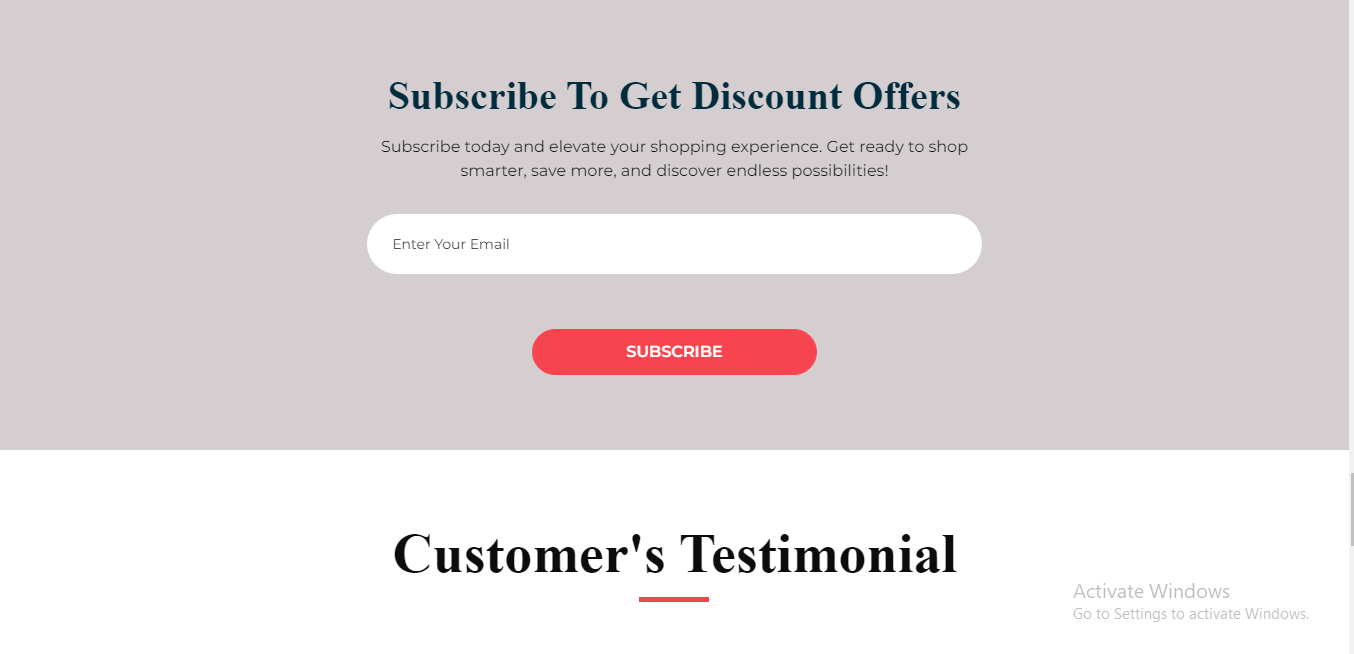 Subscribe To Get Discount Offers
Subscribe today and elevate your shopping experience. Get ready to shop
smarter, save more, and discover endless possibilities!
Enter Your Email
SUBSCRIBE
Customer's Testimonial
Activate Windows
Go to Settings to activate Windows.